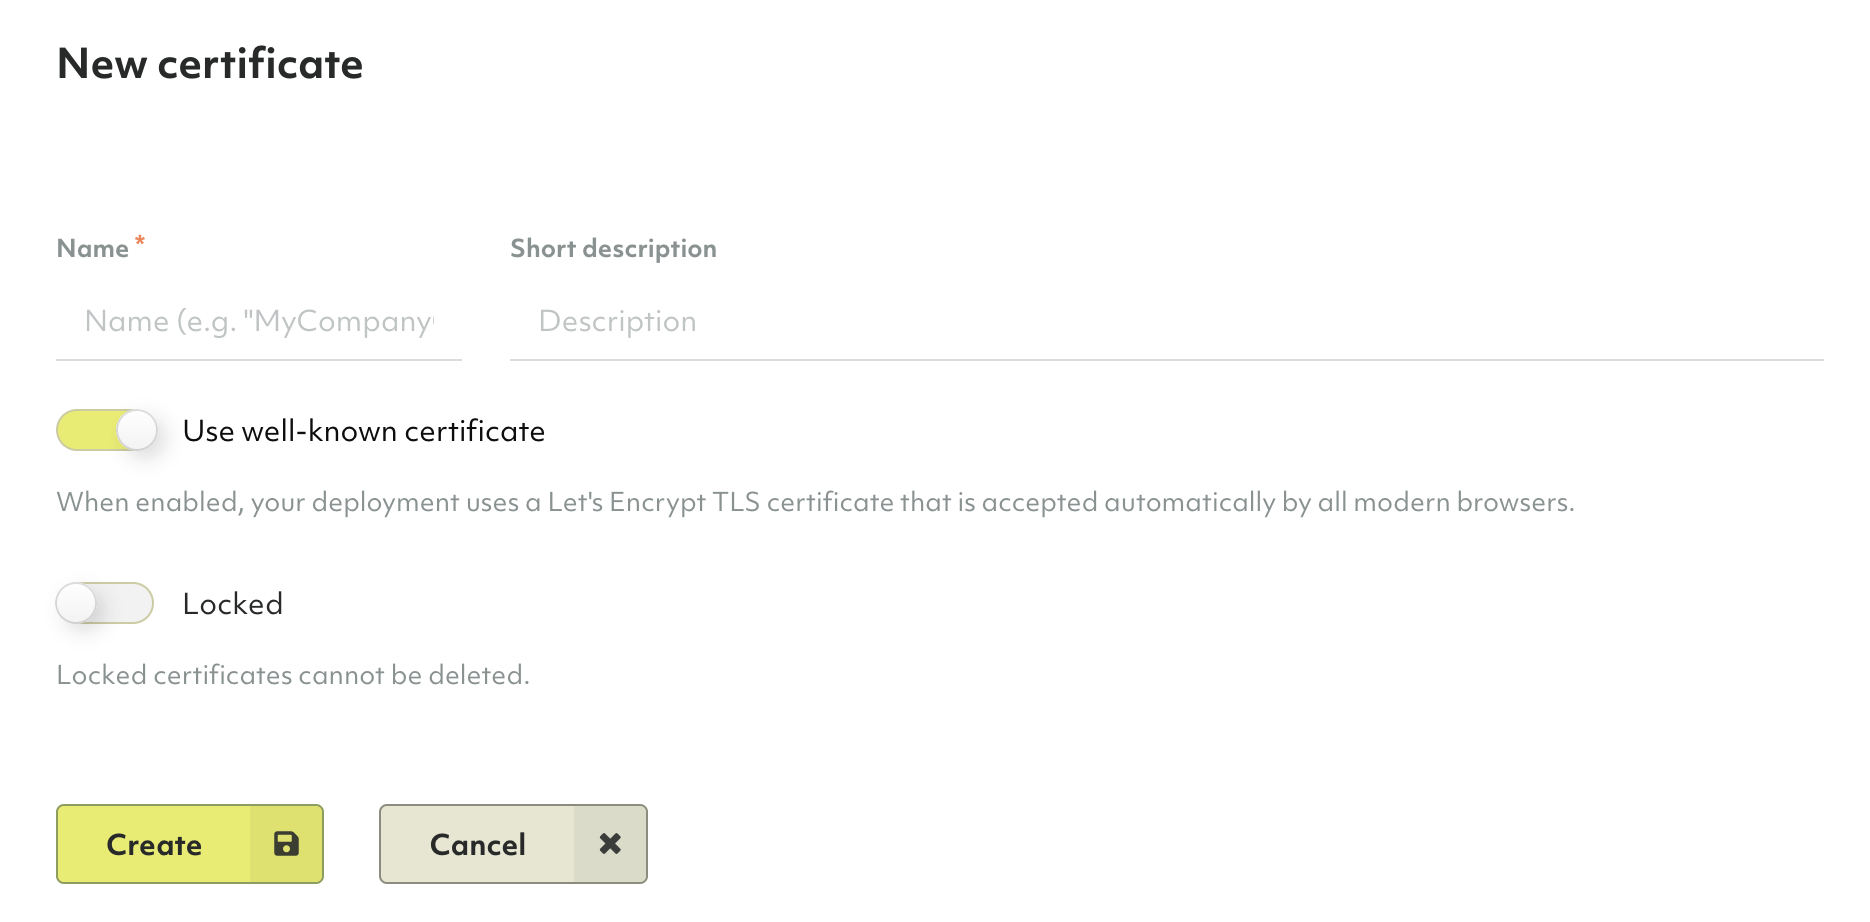 New certificate
Name * Short description
Name (e.g. "MyCompany Description
Use well-known certificate
When enabled, your deployment uses a Let's Encrypt TLS certificate that is accepted automatically by all modern browsers.
Locked
Locked certificates cannot be deleted.
Create Cancel